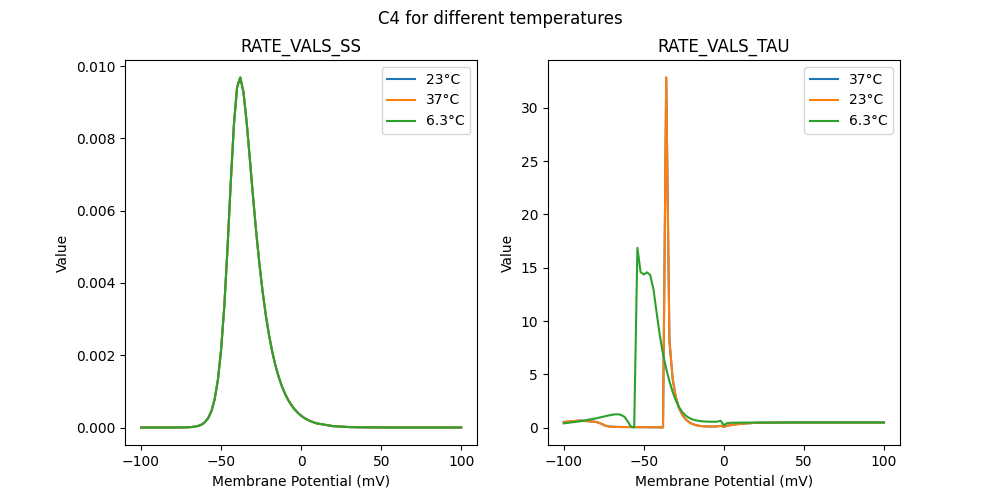 C4 for different temperatures
RATE_VALS_SS
RATE_VALS_TAU
23°C
37°C
6.3°C
37°C
23°C
6.3°C
Value
0.010
0.008
0.006
0.004
0.002
0.000
−100
−50
0
50
100
Membrane Potential (mV)
Value
30
25
20
15
10
5
0
−100
−50
0
50
100
Membrane Potential (mV)